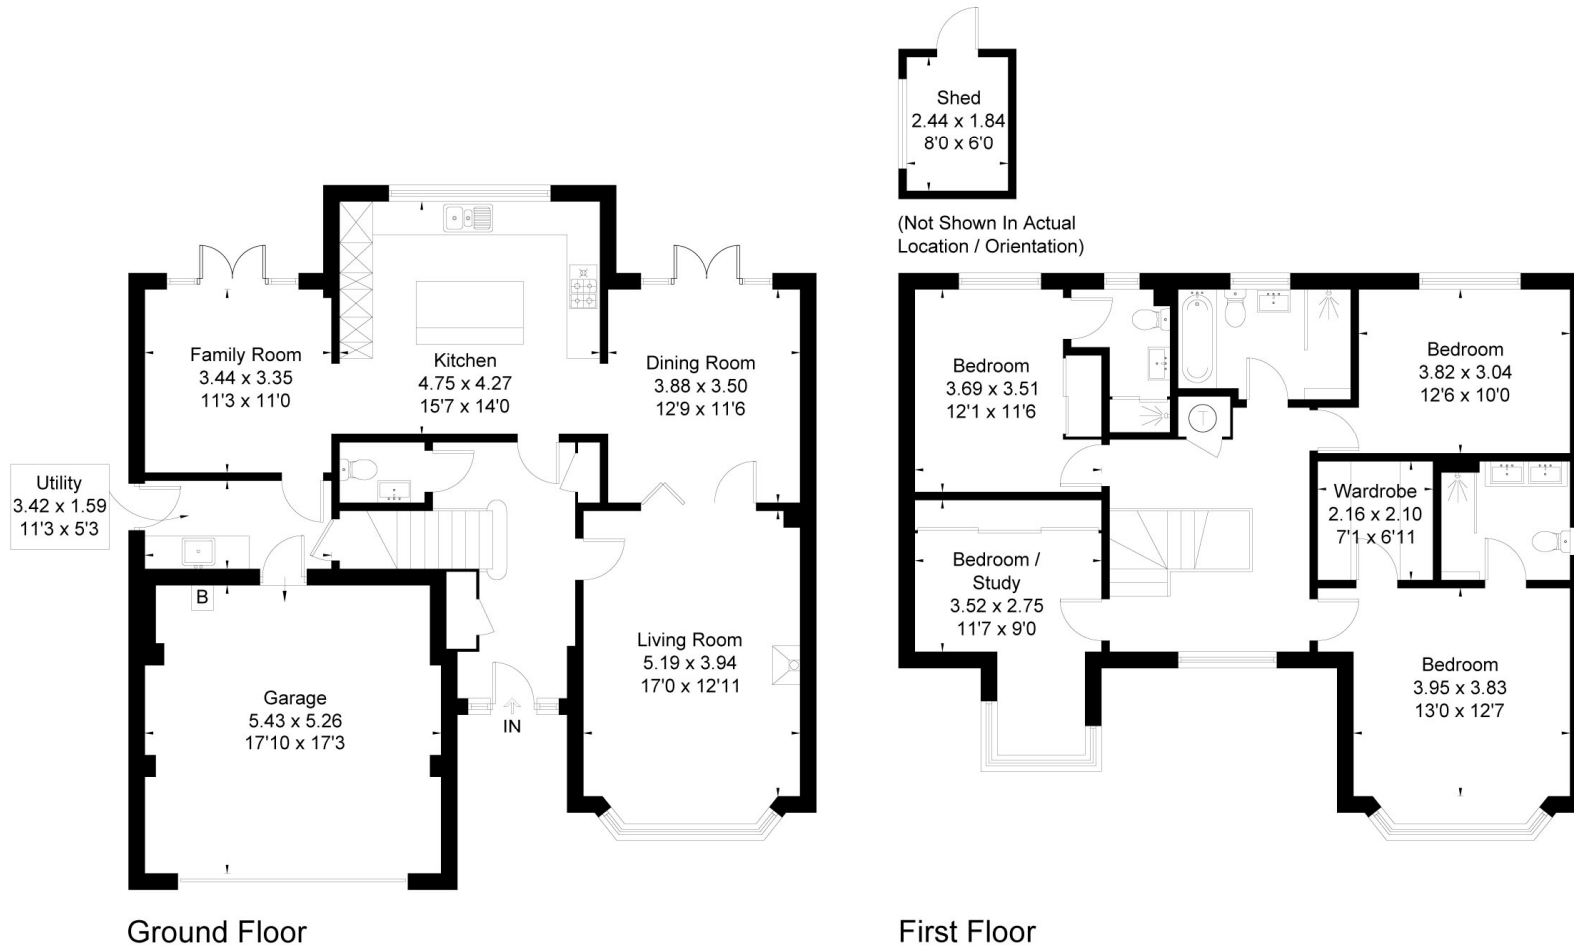 Shed
2.44 x 1.84
8'0 x 6'0
(Not Shown In Actual
Location / Orientation)
Family Room
3.44 x 3.35
11'3 x 11'0
Kitchen
4.75 x 4.27
15'7 x 14'0
Dining Room
3.88 x 3.50
12'9 x 11'6
Utility
3.42 x 1.59
11'3 x 5'3
B
Garage
5.43 x 5.26
17'10 x 17'3
IN
Living Room
5.19 x 3.94
17'0 x 12'11
Ground Floor
Bedroom
3.69 x 3.51
12'1 x 11'6
T
Bedroom
3.82 x 3.04
12'6 x 10'0
Wardrobe
2.16 x 2.10
7'1 x 6'11
Bedroom /
Study
3.52 x 2.75
11'7 x 9'0
Bedroom
3.95 x 3.83
13'0 x 12'7
First Floor